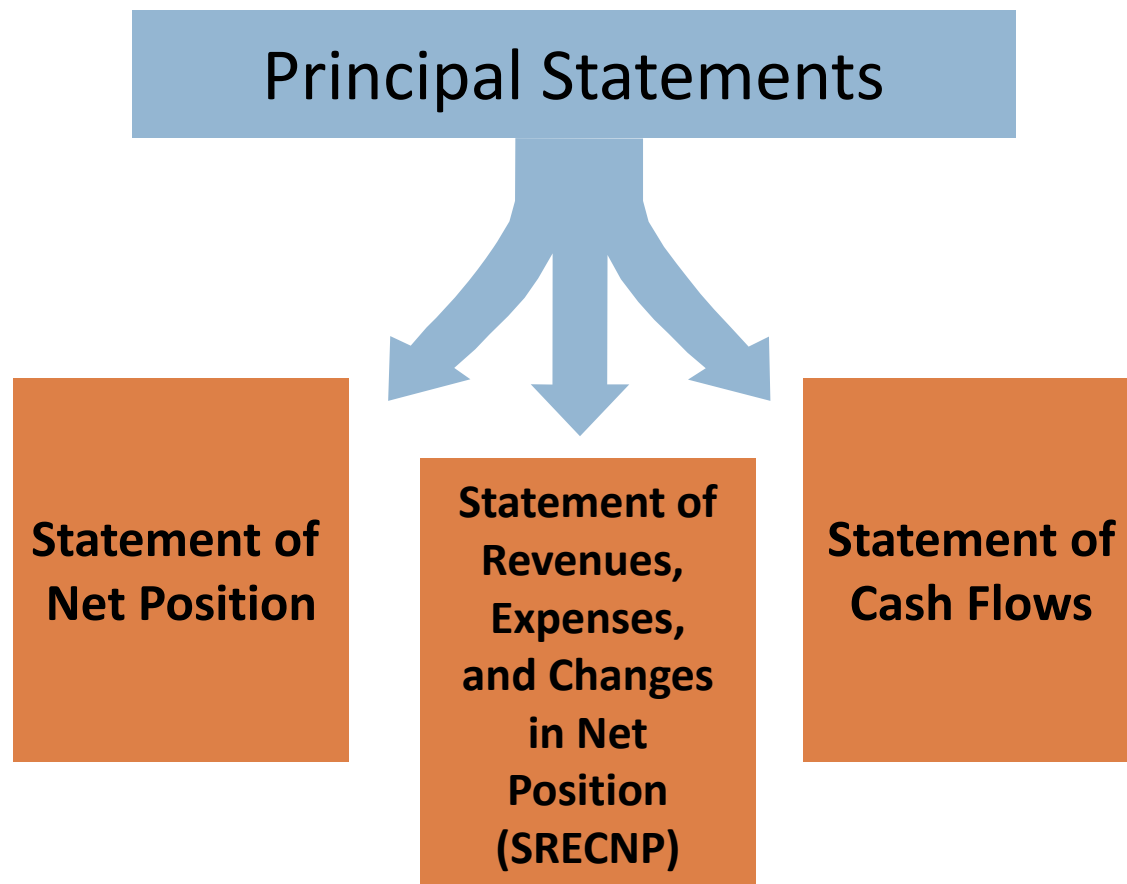 Principal Statements
Statement of
Net Position
Statement of
Revenues,
Expenses,
and Changes
in Net
Position
(SRECNP)
Statement of
Cash Flows